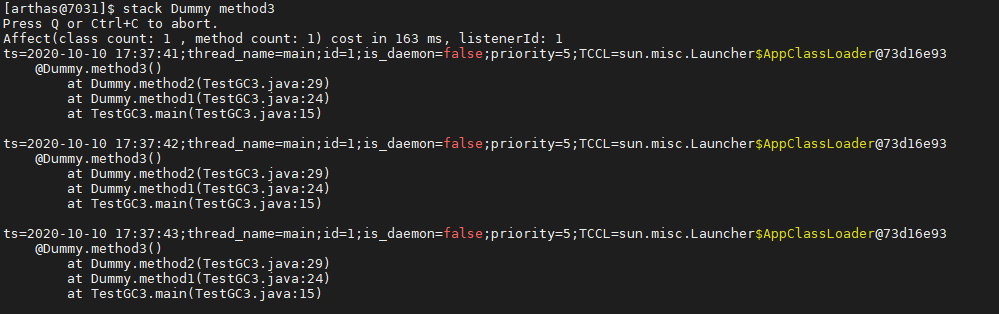 [arthas@7031]$ stack Dummy method3
Press Q or Ctrl+C to abort.
Affect(class count: 1 , method count: 1) cost in 163 ms, listenerId: 1
ts=2020-10-10 17:37:41;thread_name=main;id=1;is_daemon=false;priority=5;TCCL=sun.misc.Launcher$AppClassLoader@73d16e93
    @Dummy.method3()
        at Dummy.method2(TestGC3.java:29)
        at Dummy.method1(TestGC3.java:24)
        at TestGC3.main(TestGC3.java:15)

ts=2020-10-10 17:37:42;thread_name=main;id=1;is_daemon=false;priority=5;TCCL=sun.misc.Launcher$AppClassLoader@73d16e93
    @Dummy.method3()
        at Dummy.method2(TestGC3.java:29)
        at Dummy.method1(TestGC3.java:24)
        at TestGC3.main(TestGC3.java:15)

ts=2020-10-10 17:37:43;thread_name=main;id=1;is_daemon=false;priority=5;TCCL=sun.misc.Launcher$AppClassLoader@73d16e93
    @Dummy.method3()
        at Dummy.method2(TestGC3.java:29)
        at Dummy.method1(TestGC3.java:24)
        at TestGC3.main(TestGC3.java:15)